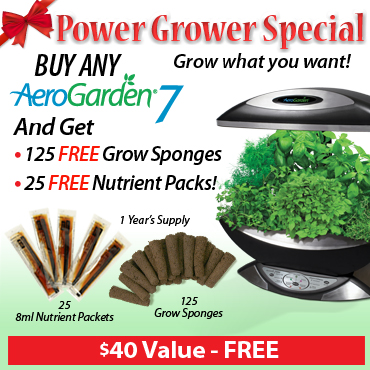 Power Grower Special
BUY ANY
Grow what you want!
AeroGarden® 7
And Get
• 125 FREE Grow Sponges
• 25 FREE Nutrient Packs!
1 Year's Supply
25
8ml Nutrient Packets
125
Grow Sponges
$40 Value - FREE